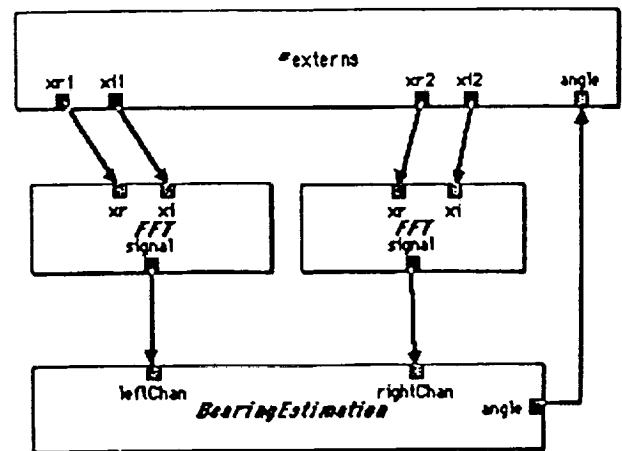 *externs
xr1 xi1 xr2 xi2 angle
xr xi xr xi
FFT FFT
signal signal
leftChan rightChan
BearingEstimation angle